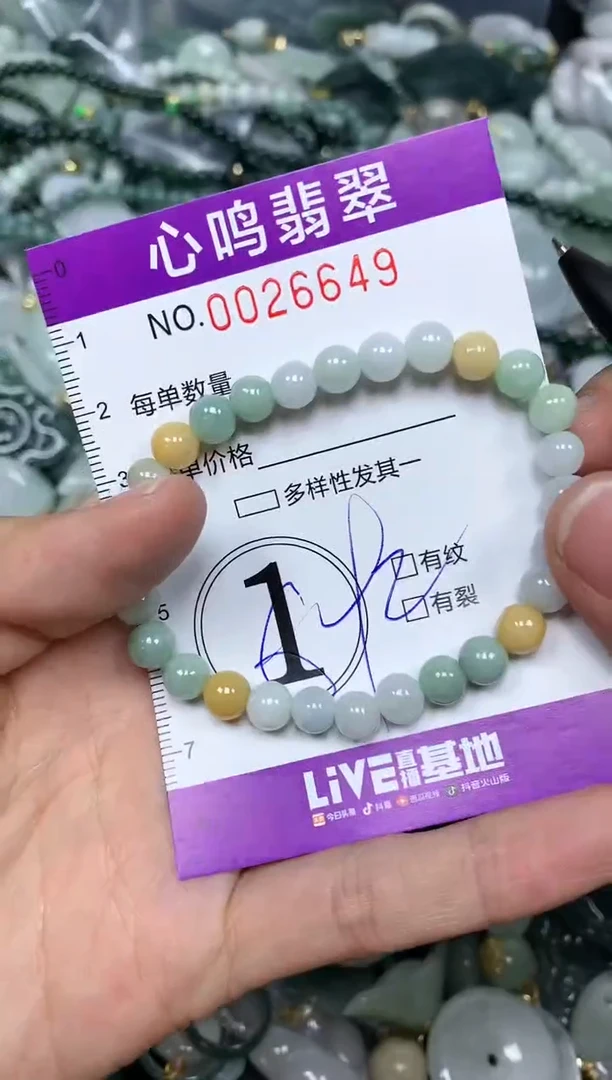 0
心鸣翡翠
NO.0026649
1
2
每单数量
3
单价格
多样性发其一
有纹
5
1
有裂
7
LiVE直播基地
今日头条 抖音 西瓜视频 抖音火山版